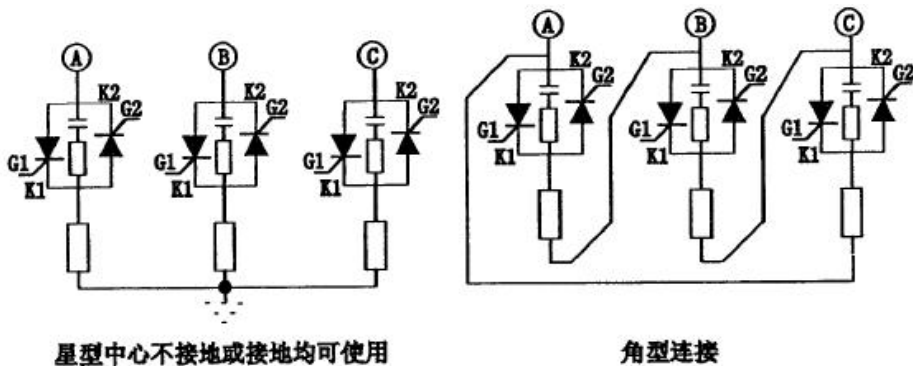 A B C
K2 K2 K2
G2 G2 G2
G1 G1 G1
K1 K1 K1
星型中心不接地或接地均可使用
A B C
K2 K2 K2
G2 G2 G2
G1 G1 G1
K1 K1 K1
角型连接